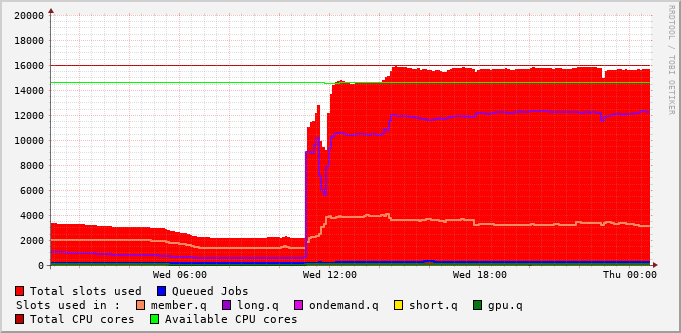 20000
18000
16000
14000
12000
10000
8000
6000
4000
2000
0
Wed 06:00 Wed 12:00 Wed 18:00 Thu 00:00
RRDTOOL / TOBI OETIKER
Total slots used Queued Jobs
Slots used in : member.q long.q ondemand.q short.q gpu.q
Total CPU cores Available CPU cores